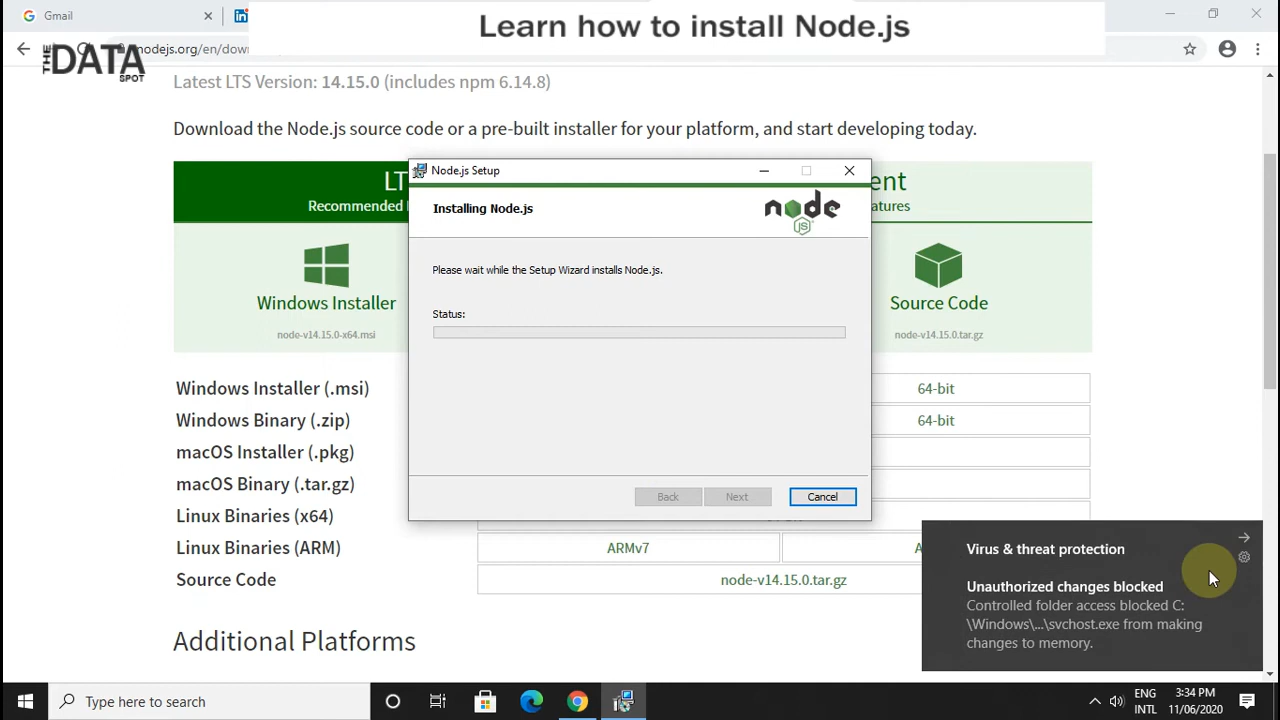 Gmail
Learn how to install Node.js
nodejs.org/en/dow
THE DATA SPOT
Latest LTS Version: 14.15.0 (includes npm 6.14.8)
Download the Node.js source code or a pre-built installer for your platform, and start developing today.
Node.js Setup
LT
ent
Recommended
atures
Installing Node.js
node
JS
Please wait while the Setup Wizard installs Node.js.
Windows Installer
Source Code
Status:
node-v14.15.0-x64.msi
node-v14.15.0.tar.gz
Windows Installer (.msi)
64-bit
Windows Binary (.zip)
64-bit
macOS Installer (.pkg)
macOS Binary (.tar.gz)
Back
Next
Cancel
Linux Binaries (x64)
Linux Binaries (ARM)
ARMv7
A
Source Code
node-v14.15.0.tar.gz
Virus & threat protection
Unauthorized changes blocked
Controlled folder access blocked C:
\Windows\...\svchost.exe from making
changes to memory.
Additional Platforms
Type here to search
ENG
INTL
3:34 PM
11/06/2020